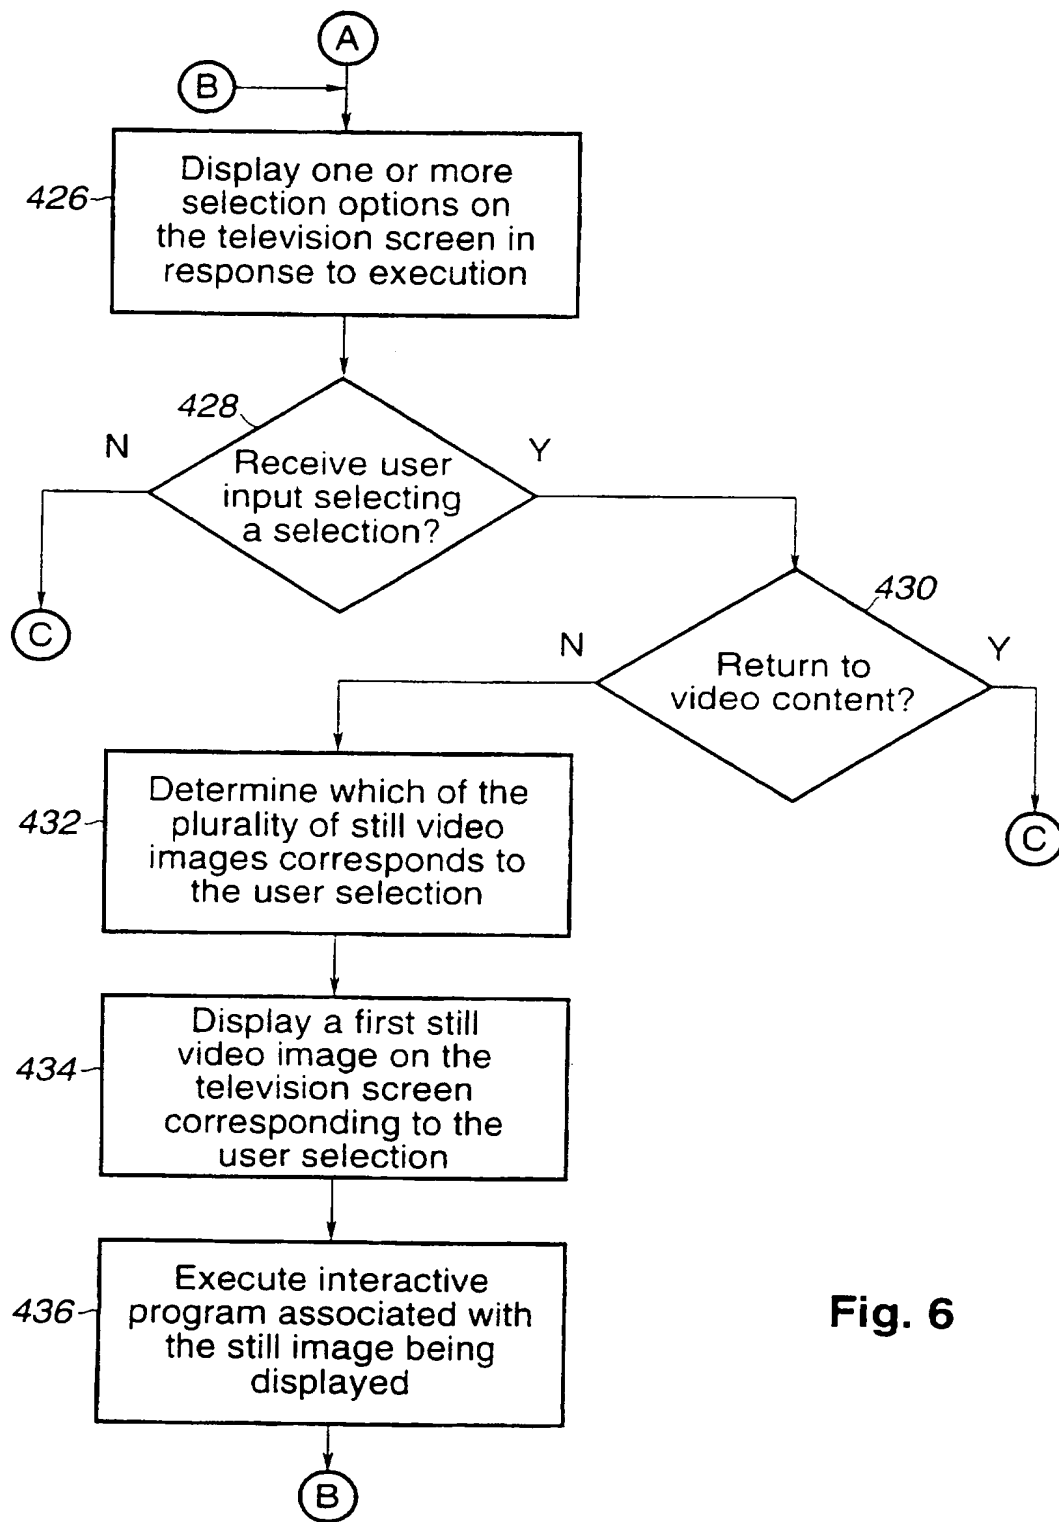 A
B
426
Display one or more
selection options on
the television screen in
response to execution
428
N
Y
Receive user
input selecting
a selection?
C
430
N
Y
Return to
video content?
C
432
Determine which of the
plurality of still video
images corresponds to
the user selection
434
Display a first still
video image on the
television screen
corresponding to the
user selection
436
Execute interactive
program associated with
the still image being
displayed
B
Fig. 6